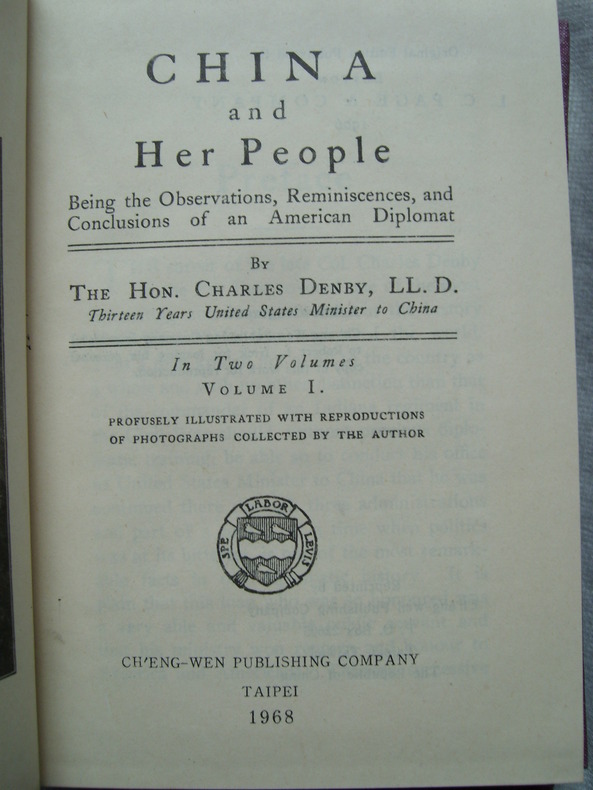 CHINA
and
Her People
Being the Observations, Reminiscences, and
Conclusions of an American Diplomat
By
The Hon. Charles Denby, LL. D.
Thirteen Years United States Minister to China
In Two Volumes
Volume I.
PROFUSELY ILLUSTRATED WITH REPRODUCTIONS
OF PHOTOGRAPHS COLLECTED BY THE AUTHOR
SPE LABOR LEVIS
CH'ENG-WEN PUBLISHING COMPANY
TAIPEI
1968